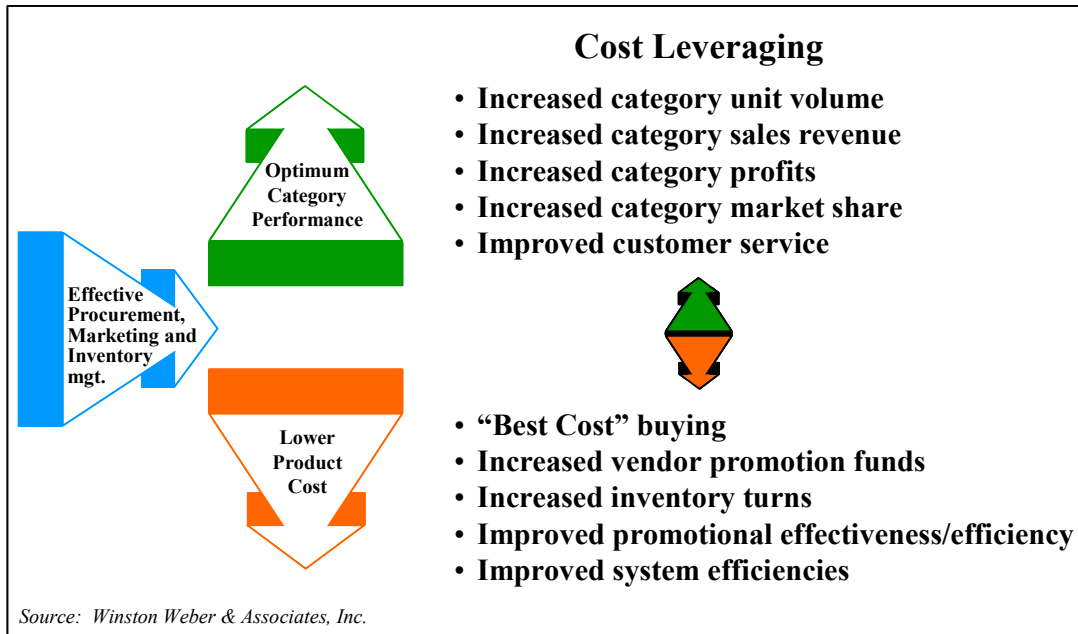 Cost Leveraging
• Increased category unit volume
• Increased category sales revenue
• Increased category profits
• Increased category market share
• Improved customer service
Optimum
Category
Performance
Effective
Procurement,
Marketing and
Inventory
mgt.
Lower
Product
Cost
• “Best Cost” buying
• Increased vendor promotion funds
• Increased inventory turns
• Improved promotional effectiveness/efficiency
• Improved system efficiencies
Source: Winston Weber & Associates, Inc.